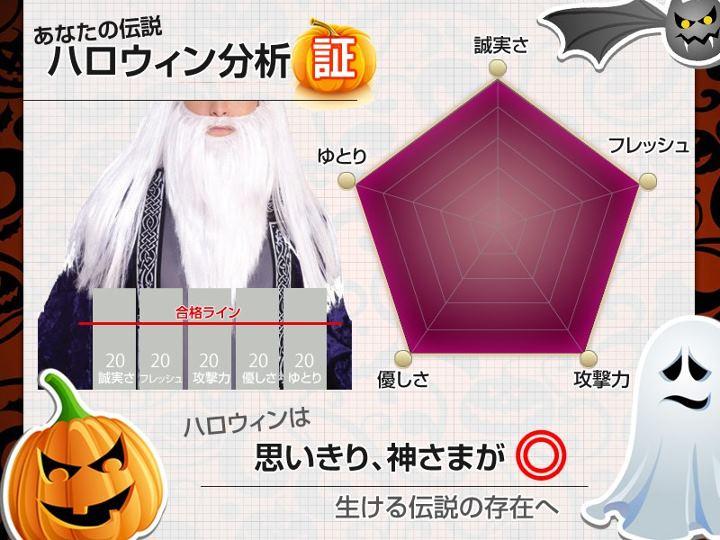 あなたの伝説
ハロウィン分析 証
誠実さ
フレッシュ
ゆとり
優しさ
攻撃力
合格ライン
20 20 20 20 20
誠実さ フレッシュ 攻撃力 優しさ ゆとり
ハロウィンは
思いきり、神さまが ◎
生ける伝説の存在へ